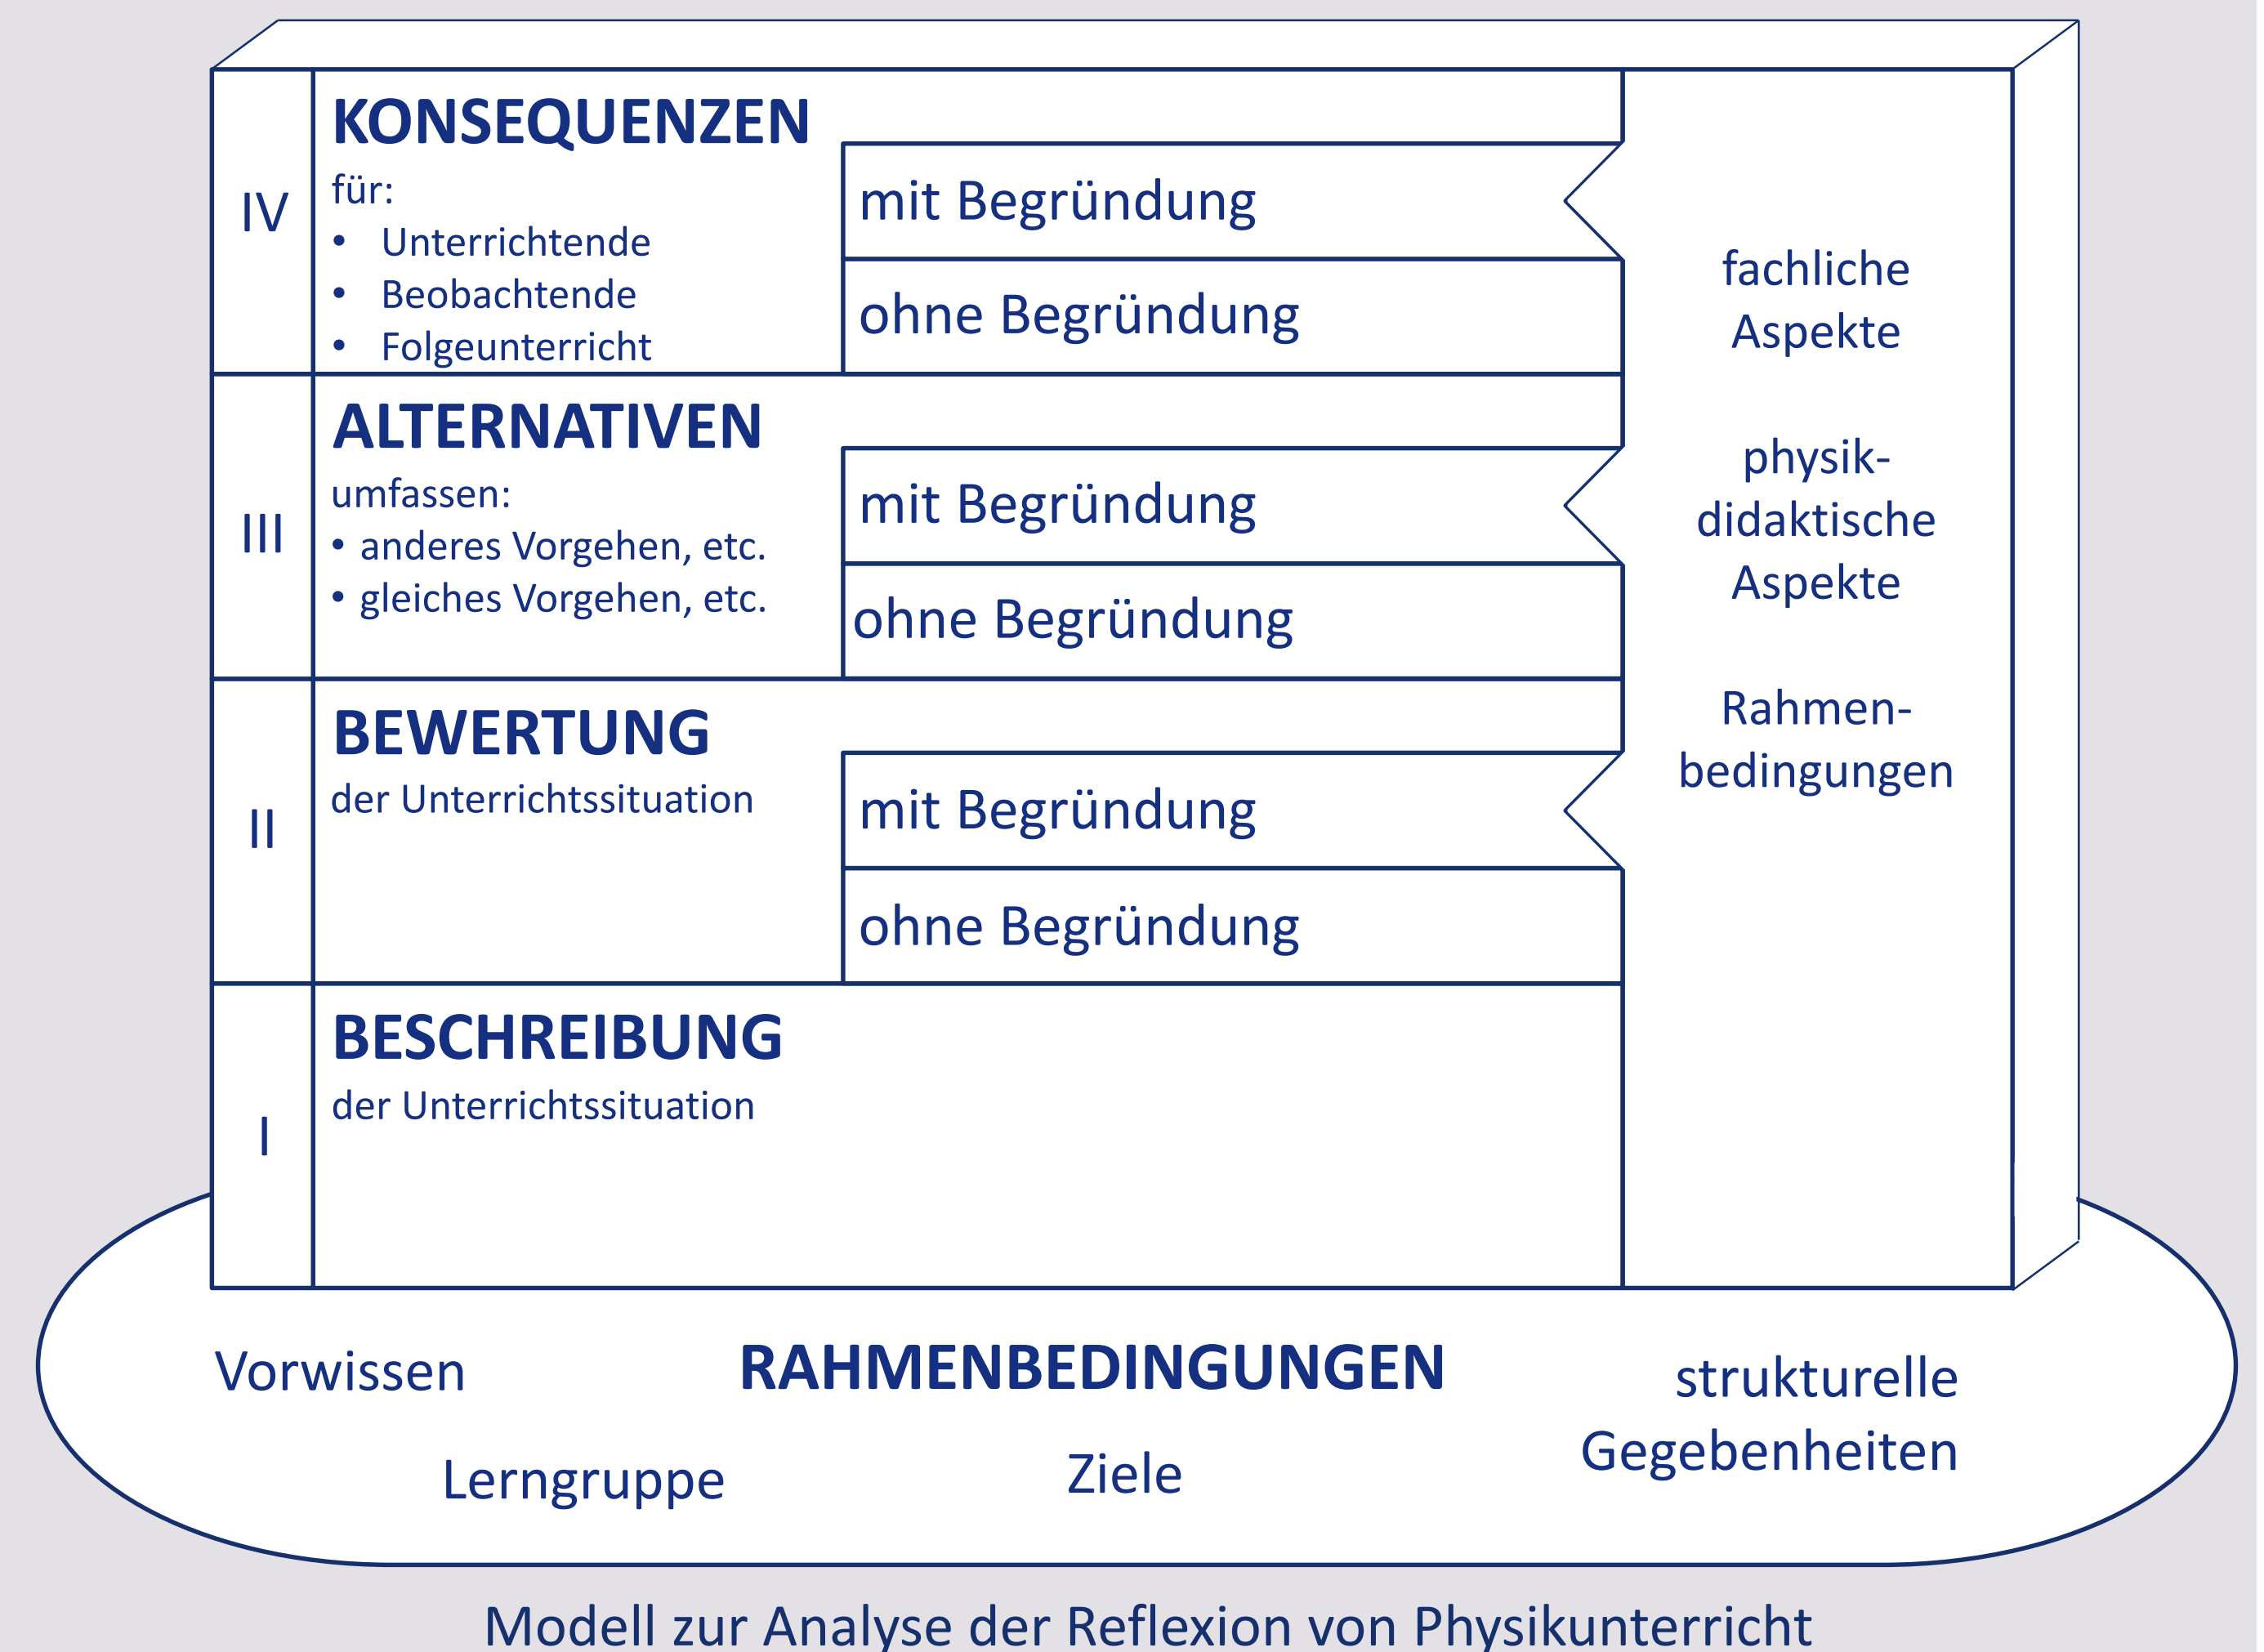 IV
KONSEQUENZEN
für:
• Unterrichtende
• Beobachtende
• Folgeunterricht
mit Begründung
ohne Begründung
III
ALTERNATIVEN
umfassen:
• anderes Vorgehen, etc.
• gleiches Vorgehen, etc.
mit Begründung
ohne Begründung
II
BEWERTUNG
der Unterrichtssituation
mit Begründung
ohne Begründung
I
BESCHREIBUNG
der Unterrichtssituation
fachliche
Aspekte
physik-
didaktische
Aspekte
Rahmen-
bedingungen
Vorwissen
RAHMENBEDINGUNGEN
strukturelle
Gegebenheiten
Lerngruppe
Ziele
Modell zur Analyse der Reflexion von Physikunterricht